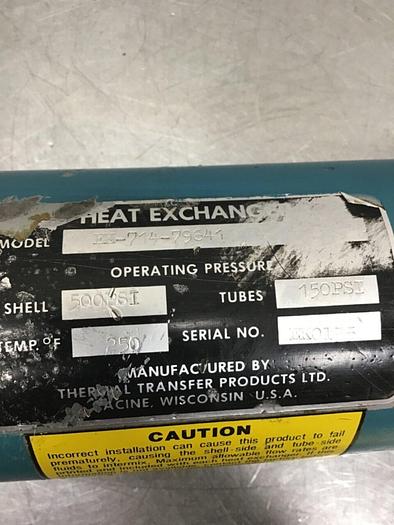 HEAT EXCHANG
MODEL
OPERATING PRESSURE
SHELL 500PSI TUBES 150PSI
TEMP.°F 250 SERIAL NO.
MANUFACTURED BY
THERMAL TRANSFER PRODUCTS LTD.
RACINE, WISCONSIN U.S.A.
CAUTION
Incorrect installation can cause this product to fail
prematurely, causing the shell-side and tube-side
fluids to intermix. Maximum allowable flow rates are